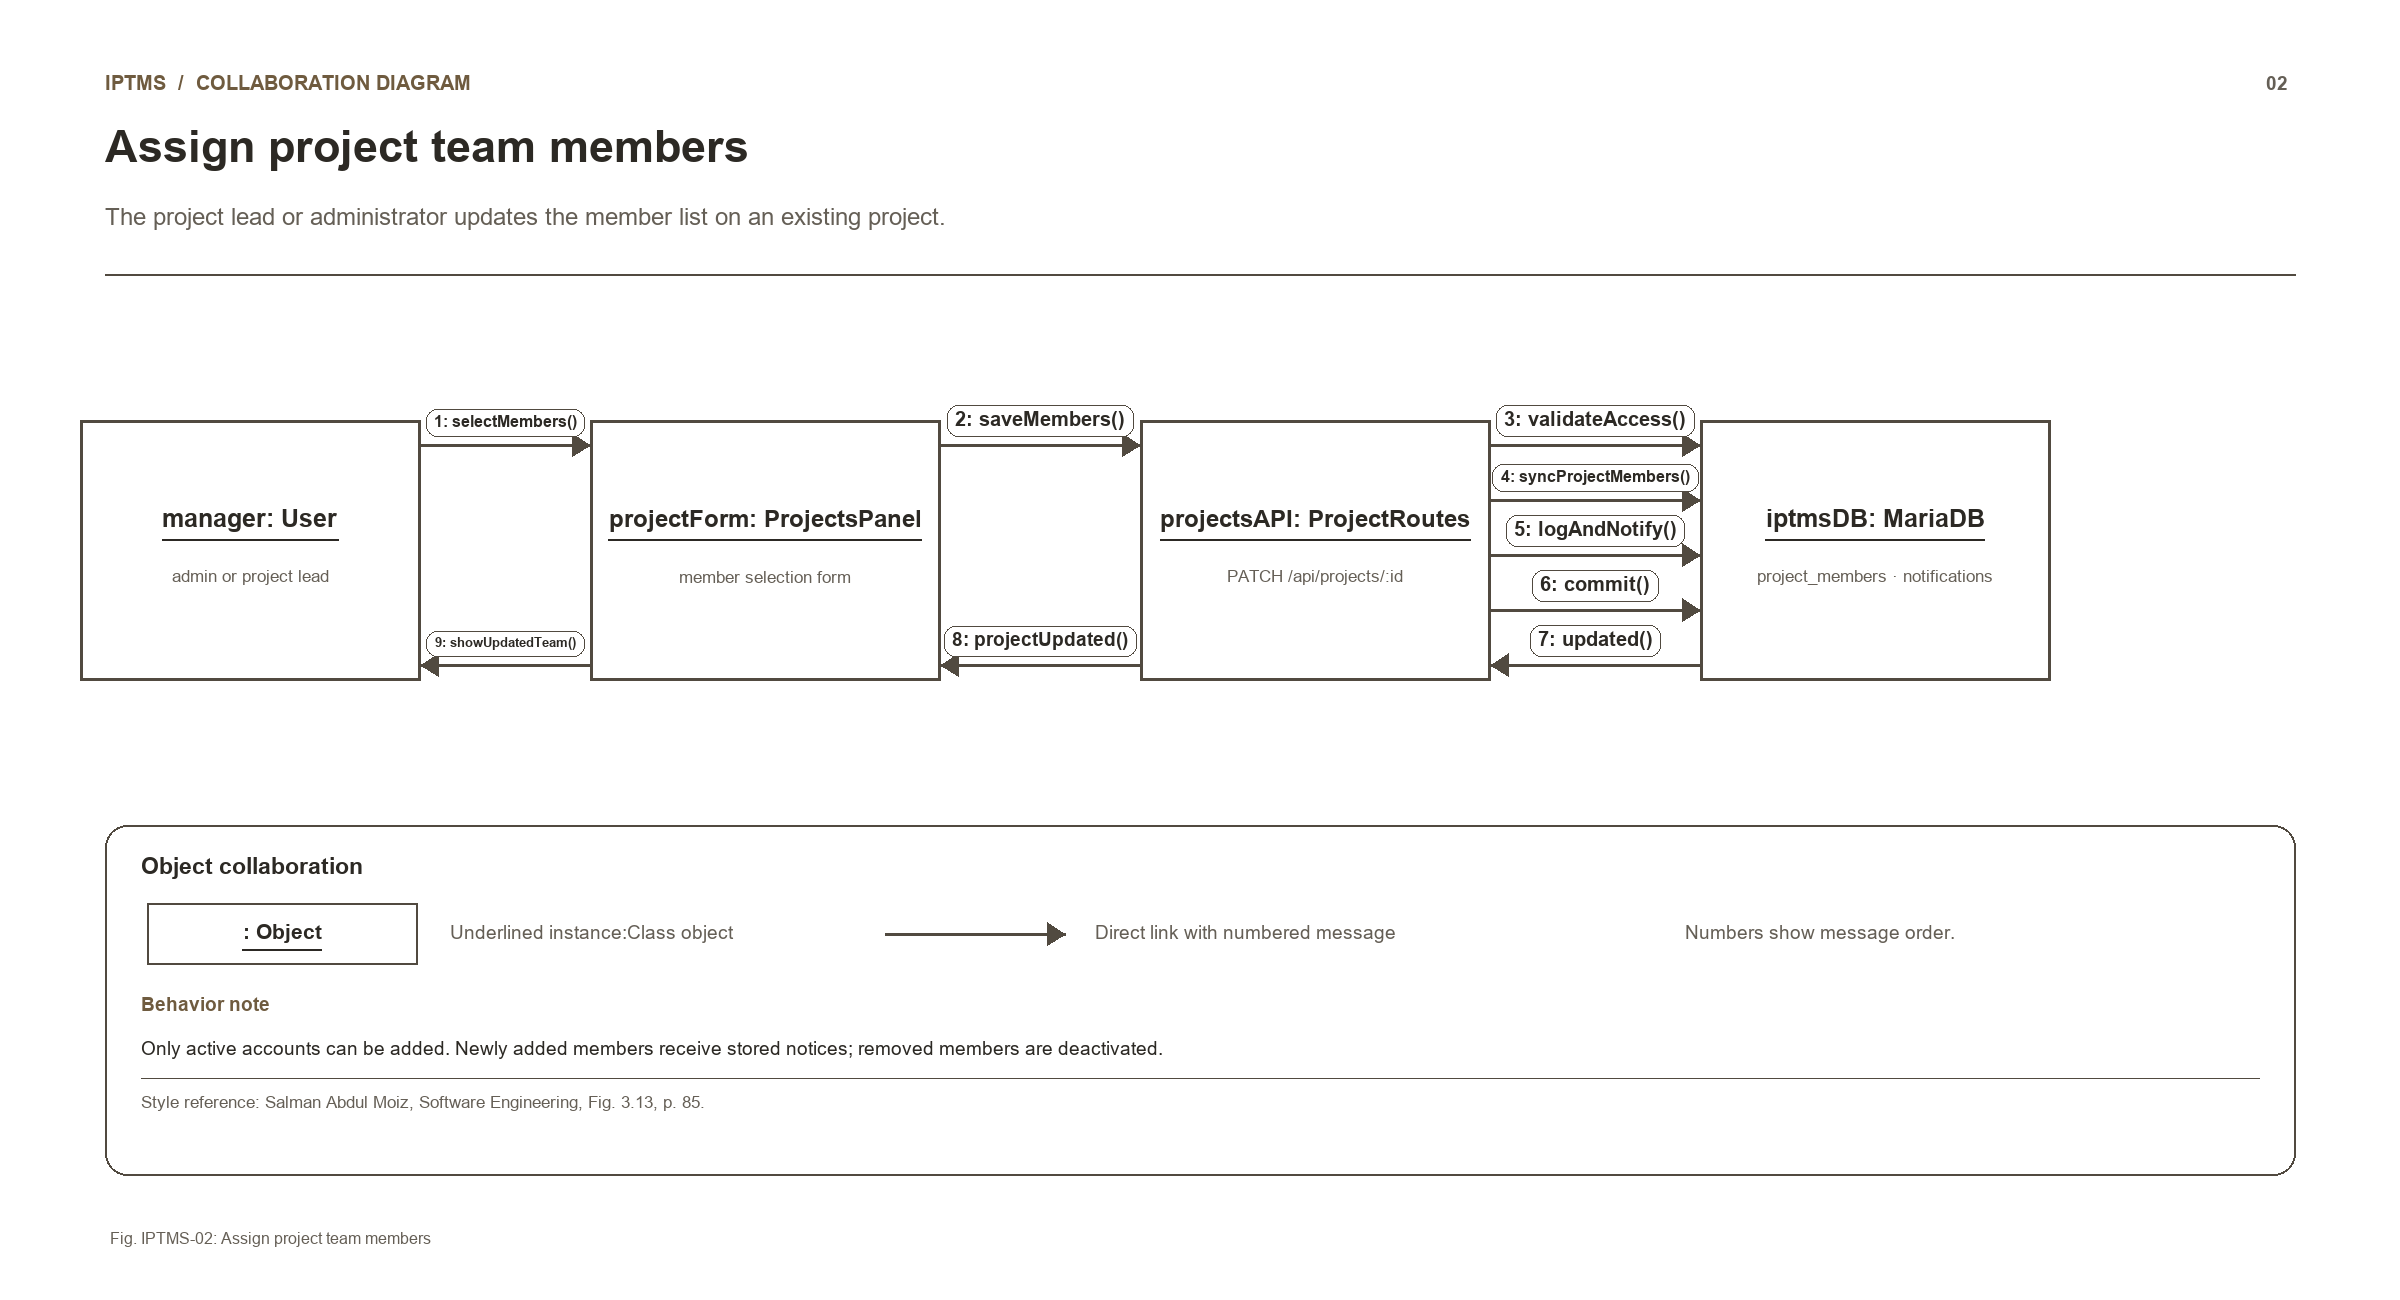 IPTMS / COLLABORATION DIAGRAM
02
Assign project team members
The project lead or administrator updates the member list on an existing project.
1: selectMembers()
2: saveMembers()
3: validateAccess()
4: syncProjectMembers()
5: logAndNotify()
6: commit()
7: updated()
8: projectUpdated()
9: showUpdatedTeam()
manager: User
admin or project lead
projectForm: ProjectsPanel
member selection form
projectsAPI: ProjectRoutes
PATCH /api/projects/:id
iptmsDB: MariaDB
project_members · notifications
Object collaboration
: Object
Underlined instance:Class object
Direct link with numbered message
Numbers show message order.
Behavior note
Only active accounts can be added. Newly added members receive stored notices; removed members are deactivated.
Style reference: Salman Abdul Moiz, Software Engineering, Fig. 3.13, p. 85.
Fig. IPTMS-02: Assign project team members